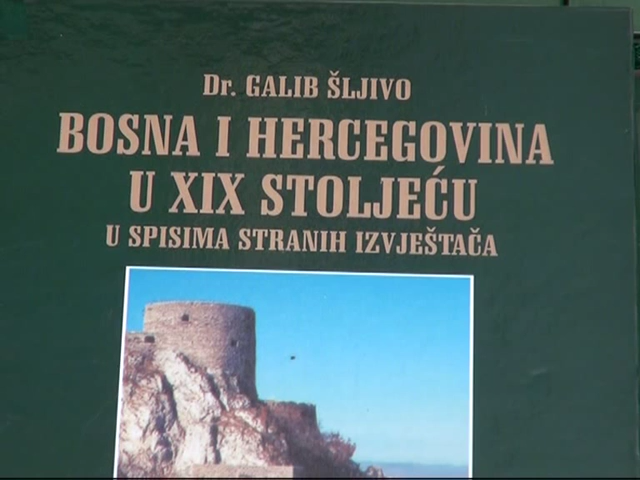 Dr. GALIB ŠLJIVO
BOSNA I HERCEGOVINA
U XIX STOLJEĆU
U SPISIMA STRANIH IZVJEŠTAČA